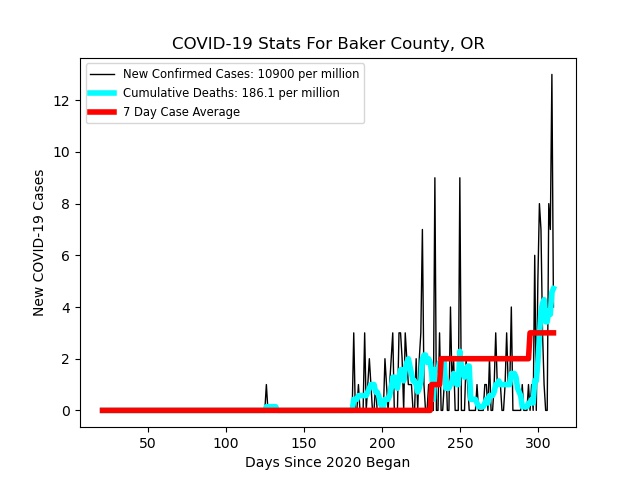 COVID-19 Stats For Baker County, OR
New Confirmed Cases: 10900 per million
Cumulative Deaths: 186.1 per million
7 Day Case Average
New COVID-19 Cases
12
10
8
6
4
2
0
50 100 150 200 250 300
Days Since 2020 Began